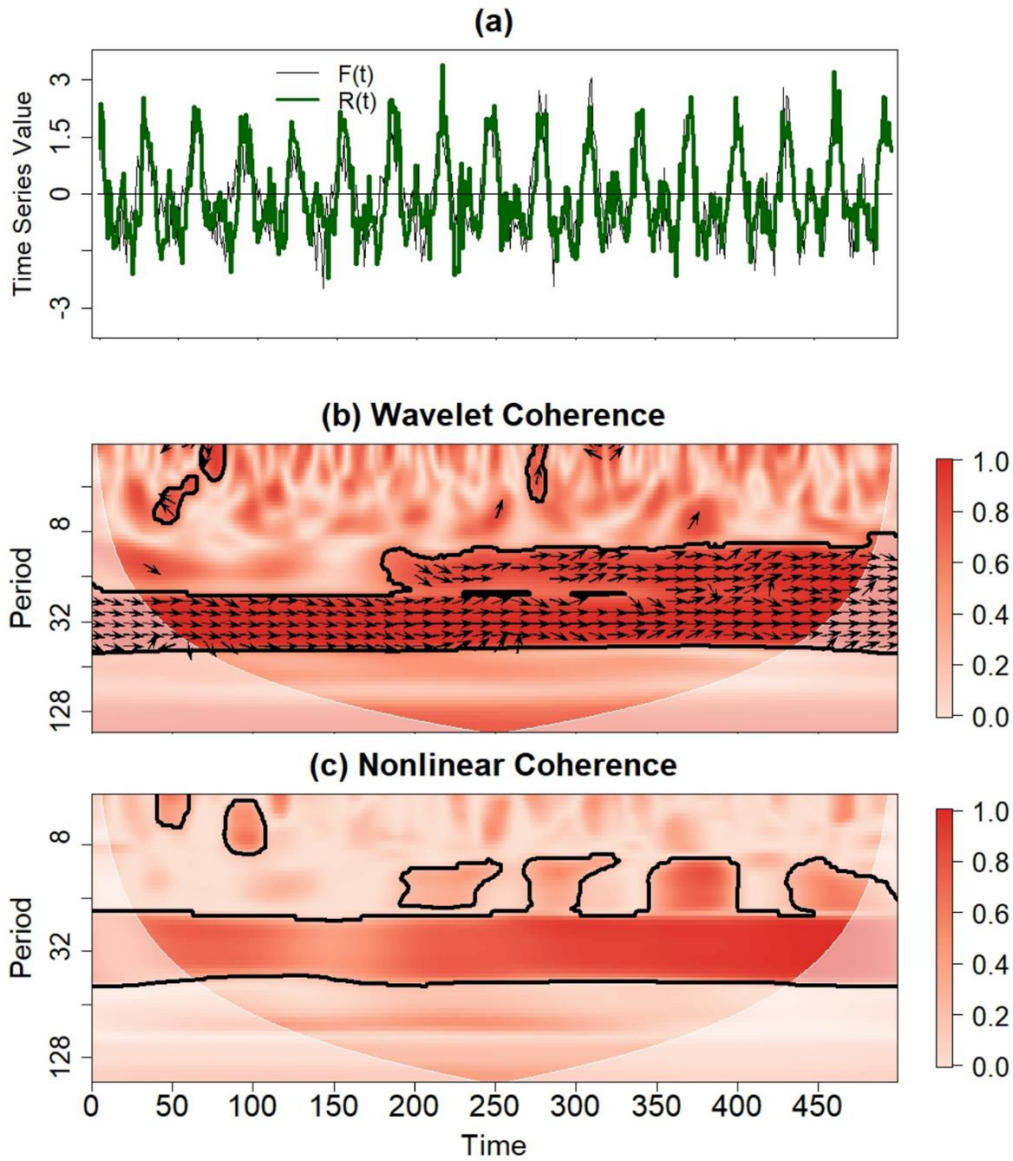 (a)
Time Series Value
3
1.5
0
-3
F(t)
R(t)
(b) Wavelet Coherence
Period
8
32
128
1.0
0.8
0.6
0.4
0.2
0.0
(c) Nonlinear Coherence
Period
8
32
128
1.0
0.8
0.6
0.4
0.2
0.0
0 50 100 150 200 250 300 350 400 450
Time